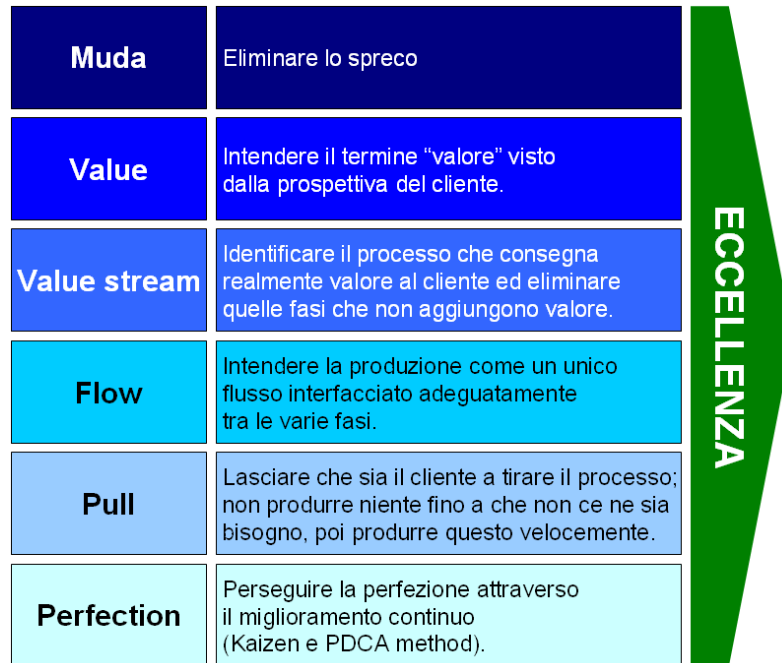 Muda
Eliminare lo spreco
Value
Intendere il termine “valore” visto
dalla prospettiva del cliente.
Value stream
Identificare il processo che consegna
realmente valore al cliente ed eliminare
quelle fasi che non aggiungono valore.
Flow
Intendere la produzione come un unico
flusso interfacciato adeguatamente
tra le varie fasi.
Pull
Lasciare che sia il cliente a tirare il processo;
non produrre niente fino a che non ce ne sia
bisogno, poi produrre questo velocemente.
Perfection
Perseguire la perfezione attraverso
il miglioramento continuo
(Kaizen e PDCA method).
ECCELLENZA